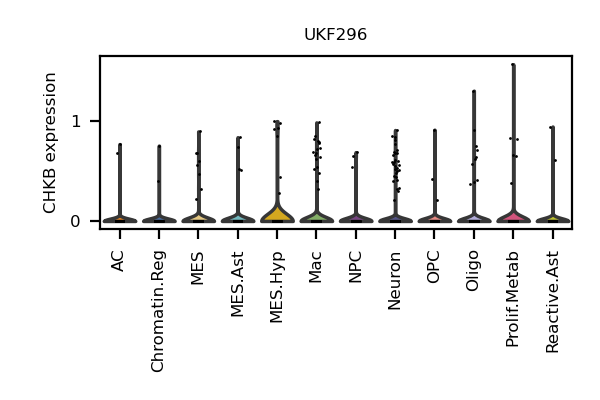 UKF296
CHKB expression
1
0
AC
Chromatin.Reg
MES
MES.Ast
MES.Hyp
Mac
NPC
Neuron
OPC
Oligo
Prolif.Metab
Reactive.Ast